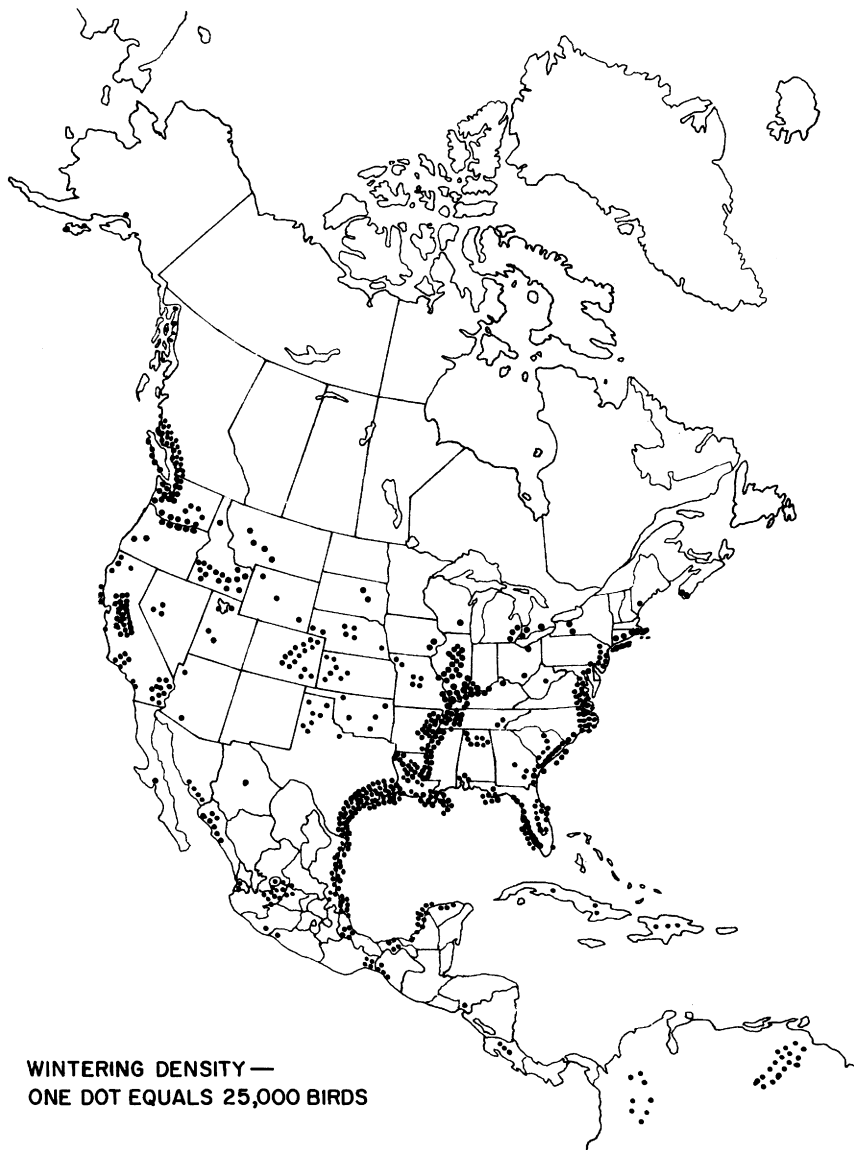 WINTERING DENSITY—
ONE DOT EQUALS 25,000 BIRDS